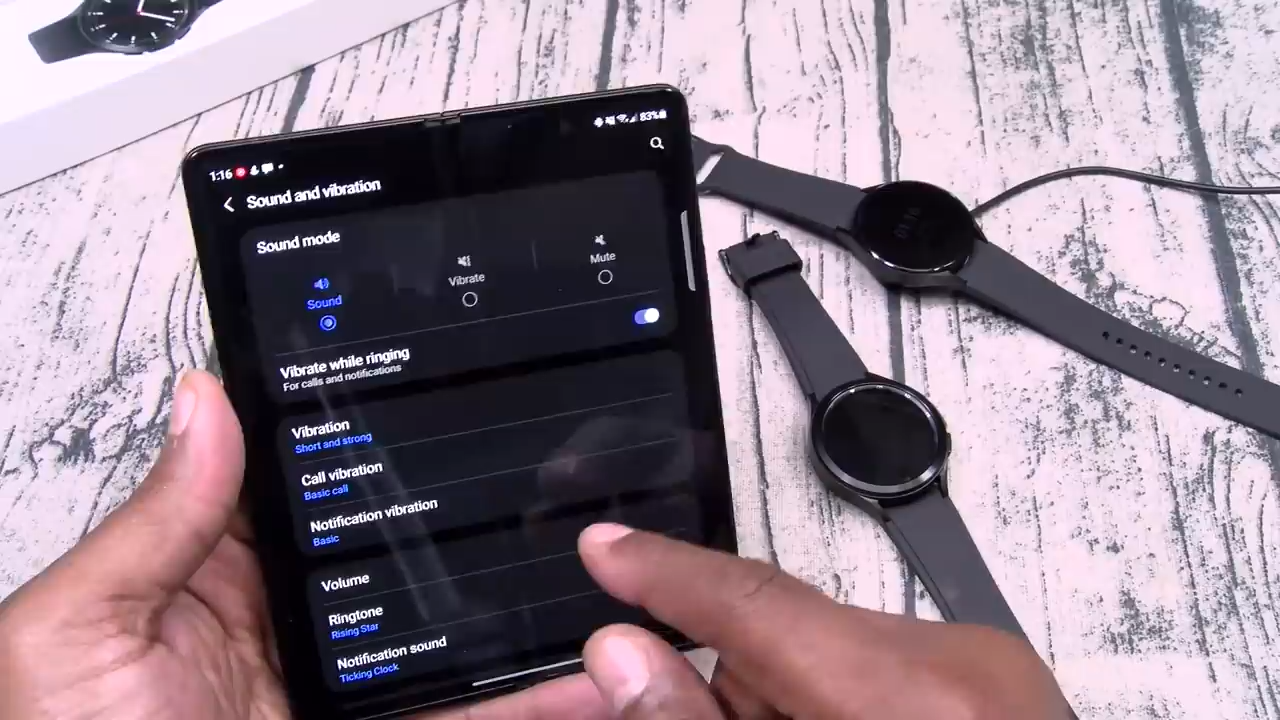 1:16
83%
Sound and vibration
Sound mode
Sound
Vibrate
Mute
Vibrate while ringing
For calls and notifications
Vibration
Short and strong
Call vibration
Basic call
Notification vibration
Basic
Volume
Ringtone
Rising Star
Notification sound
Ticking Clock